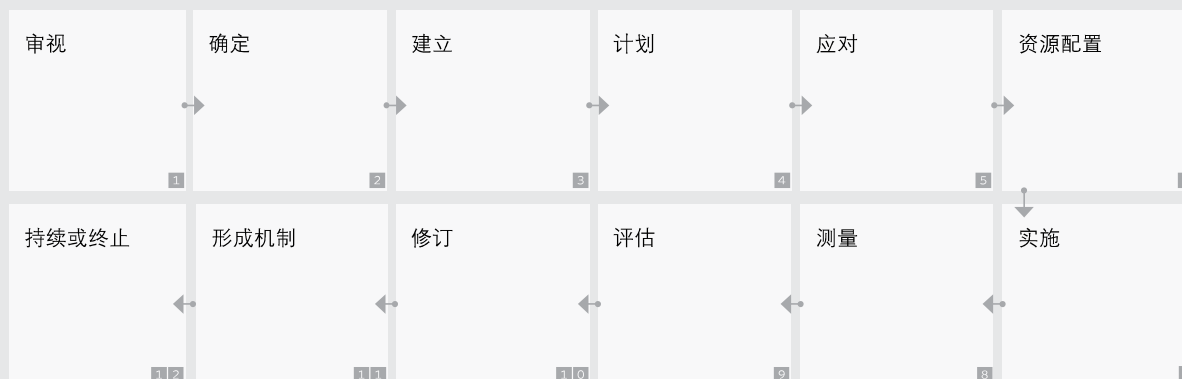 审视
1
确定
2
建立
3
计划
4
应对
5
资源配置
实施
测量
8
评估
9
修订
10
形成机制
11
持续或终止
12